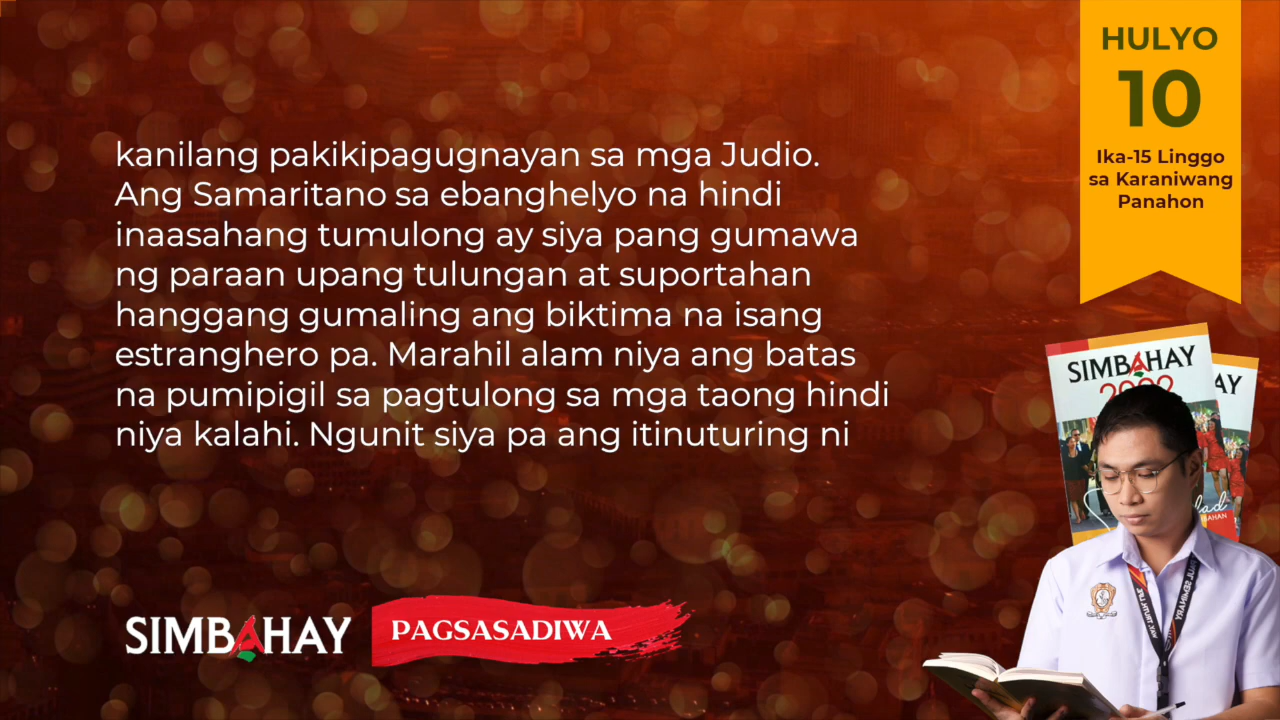 HULYO
10
Ika-15 Linggo
sa Karaniwang
Panahon
kanilang pakikipagugnayan sa mga Judio.
Ang Samaritano sa ebanghelyo na hindi
inaasahang tumulong ay siya pang gumawa
ng paraan upang tulungan at suportahan
hanggang gumaling ang biktima na isang
estranghero pa. Marahil alam niya ang batas
na pumipigil sa pagtulong sa mga taong hindi
niya kalahi. Ngunit siya pa ang itinuturing ni
SIMBAHAY
SIMBAHAY
PAGSASADIWA